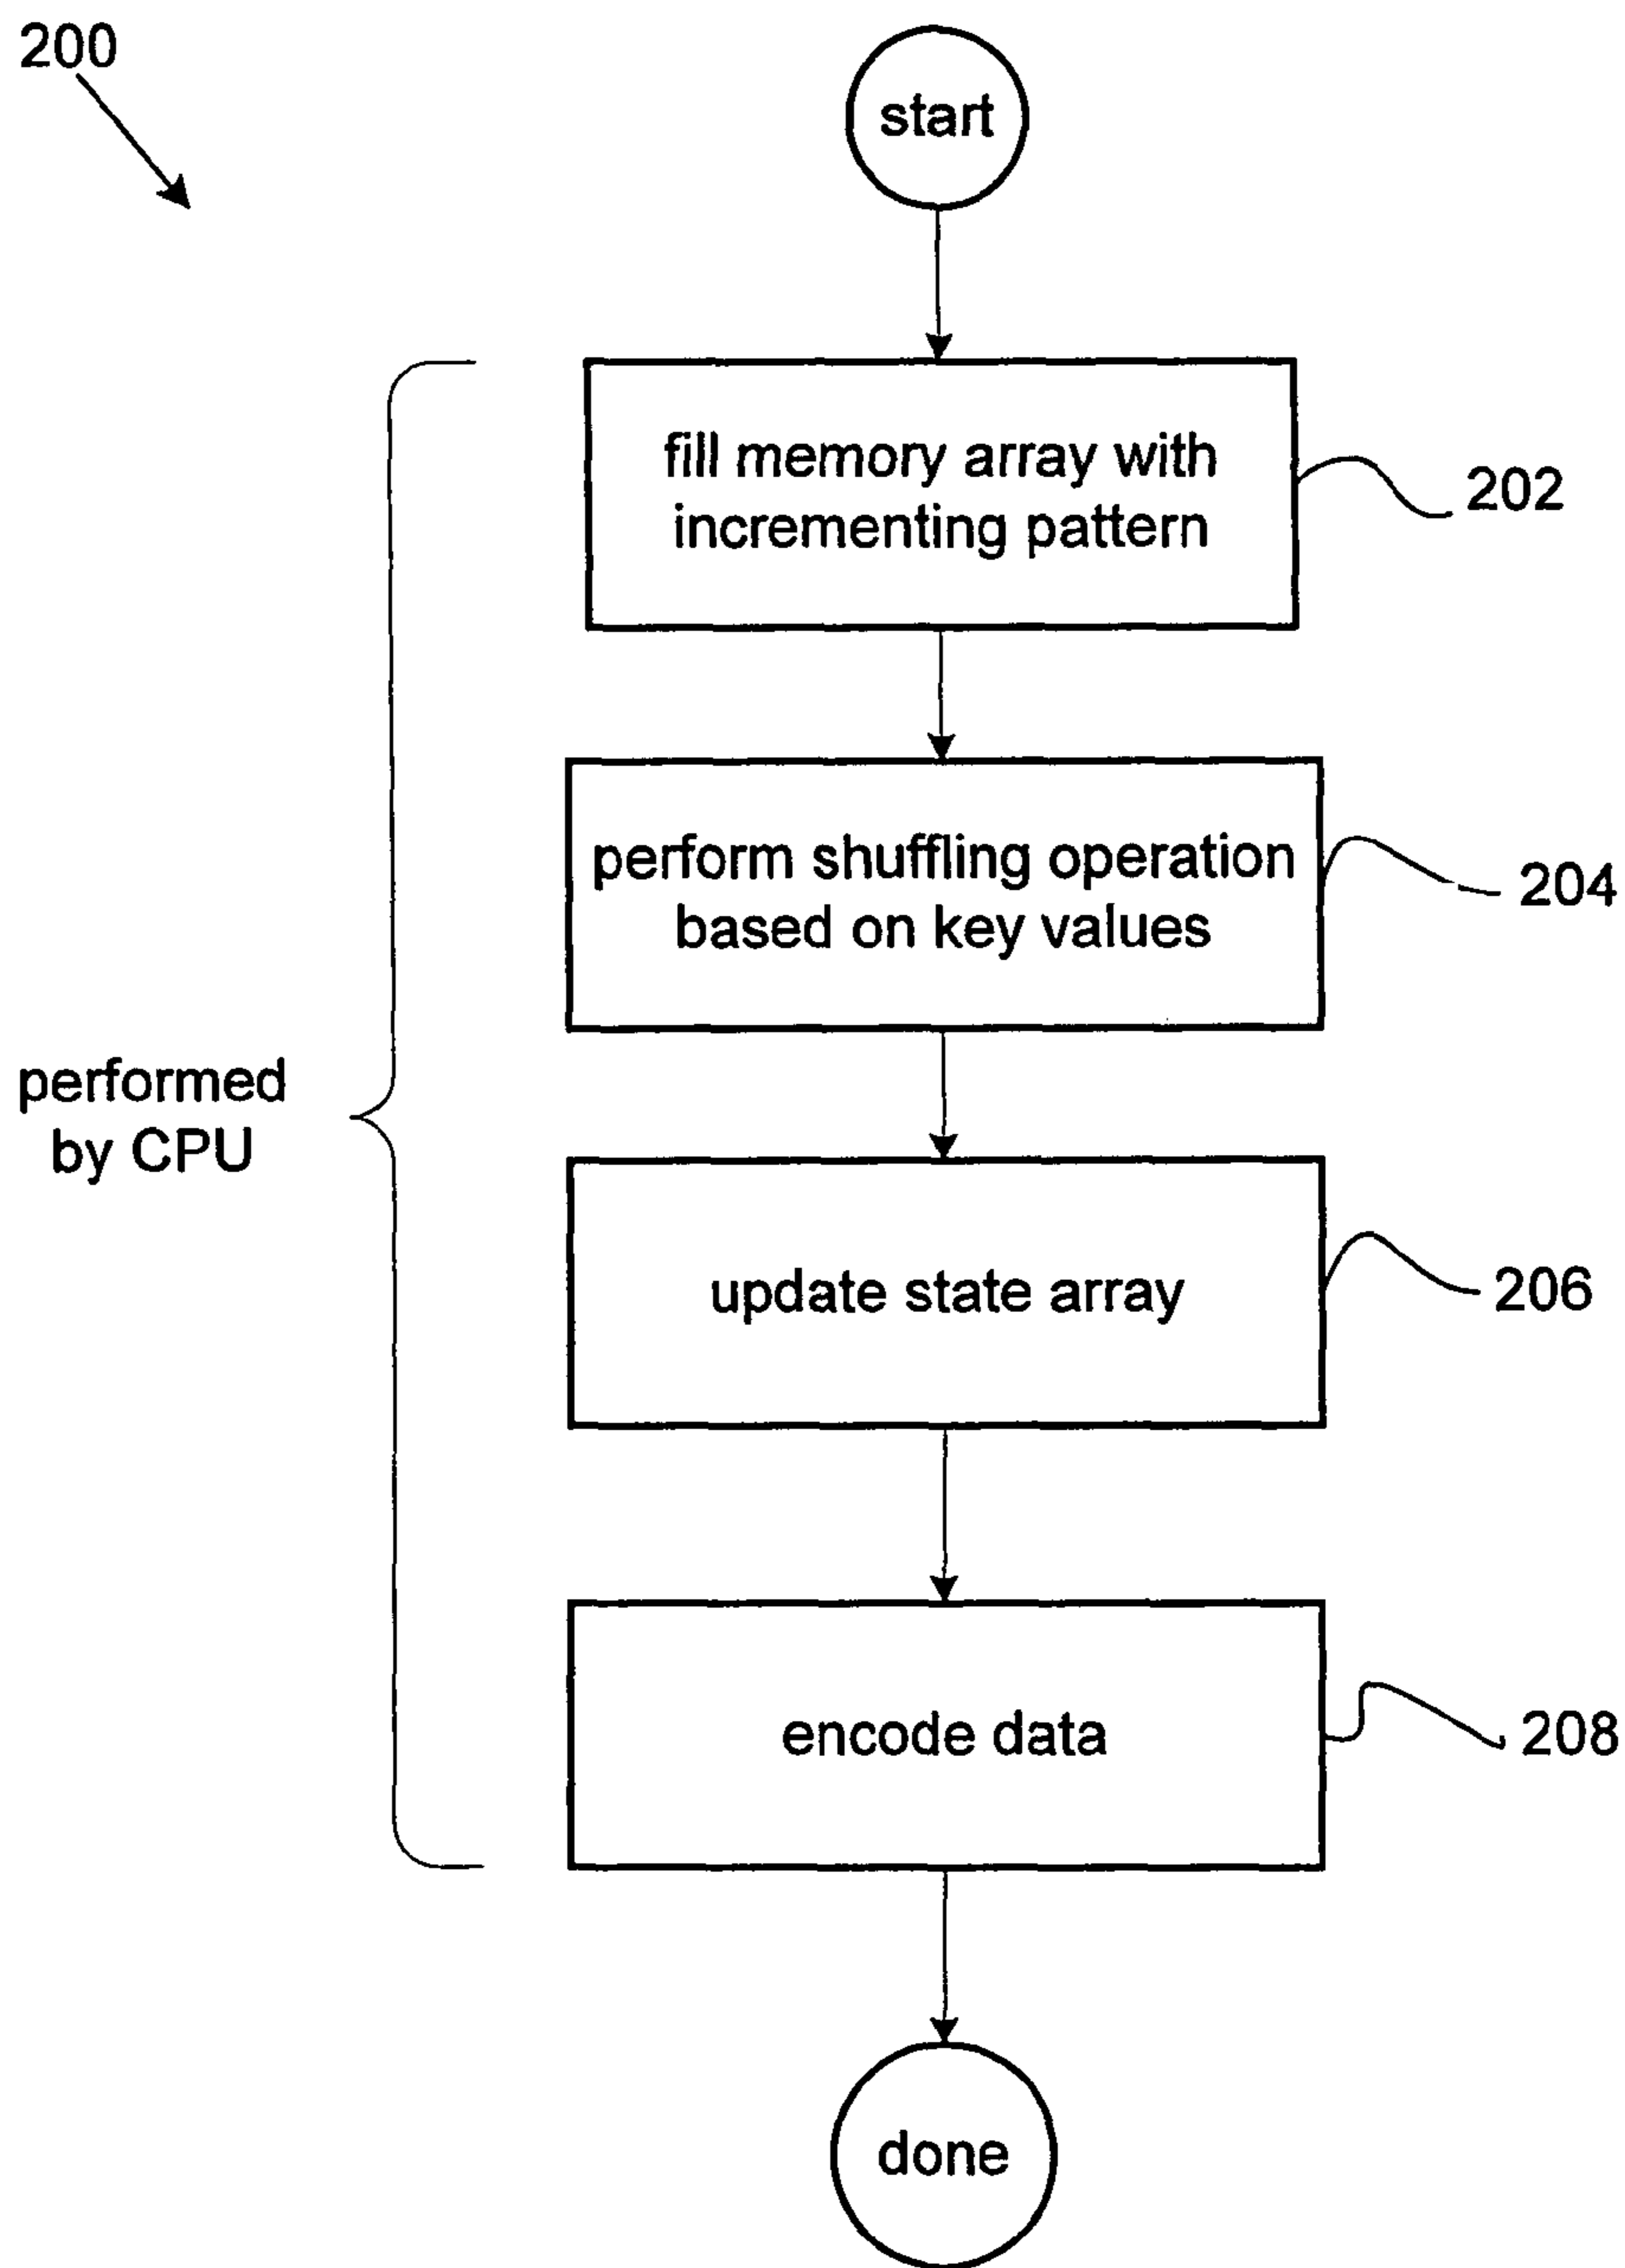 200
start
fill memory array with
incrementing pattern
202
perform shuffling operation
based on key values
204
performed
by CPU
update state array
206
encode data
208
done